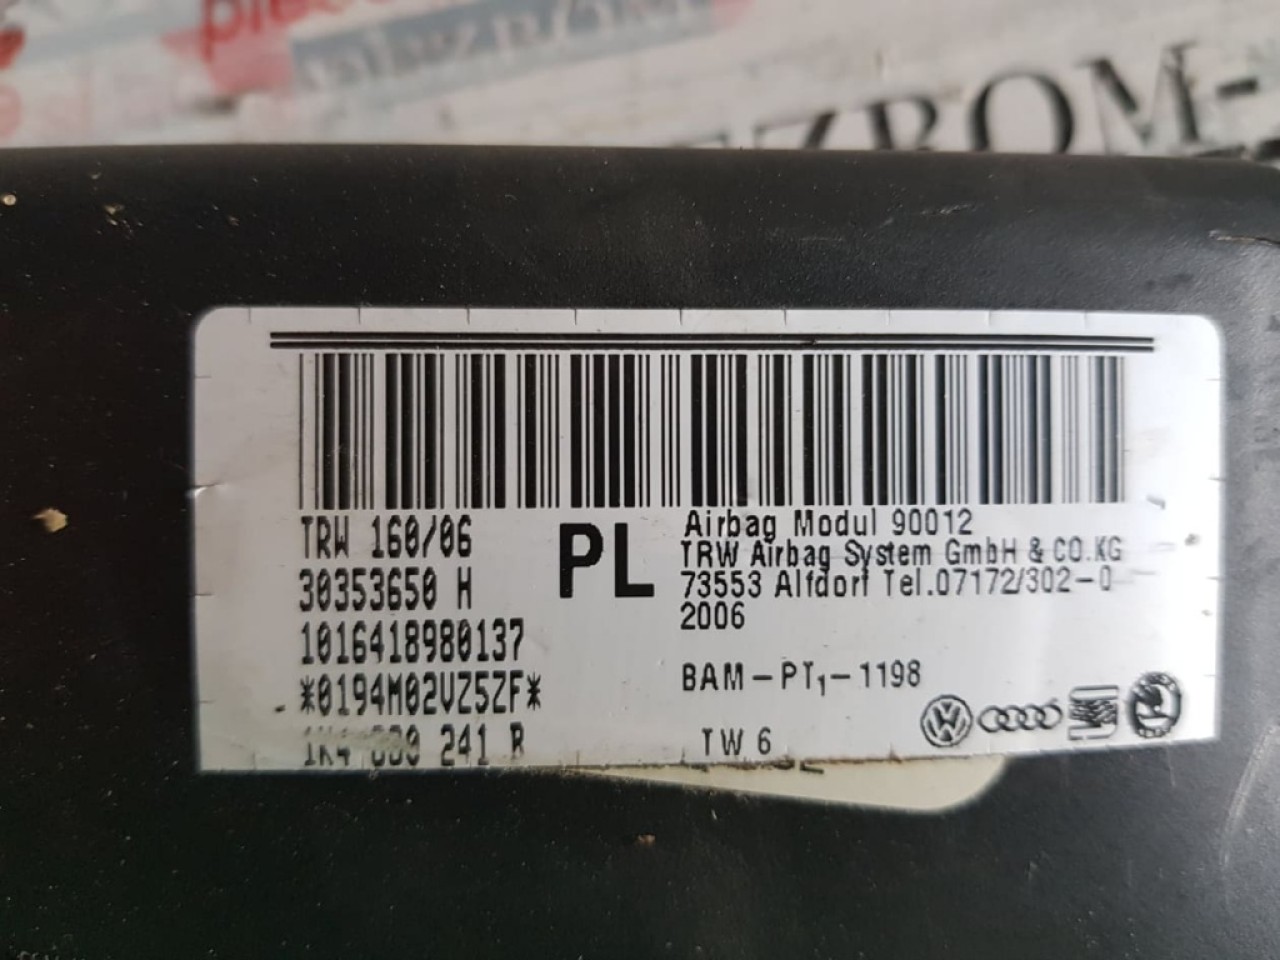 TRW 160/06
30353650 H
1016418980137
*0194M02VZ5ZF*
241
PL
Airbag Modul 90012
TRW Airbag System GmbH & CO.KG
73553 Alfdorf Tel.07172/302-0
2006
BAM-PT₁-1198
TW 6